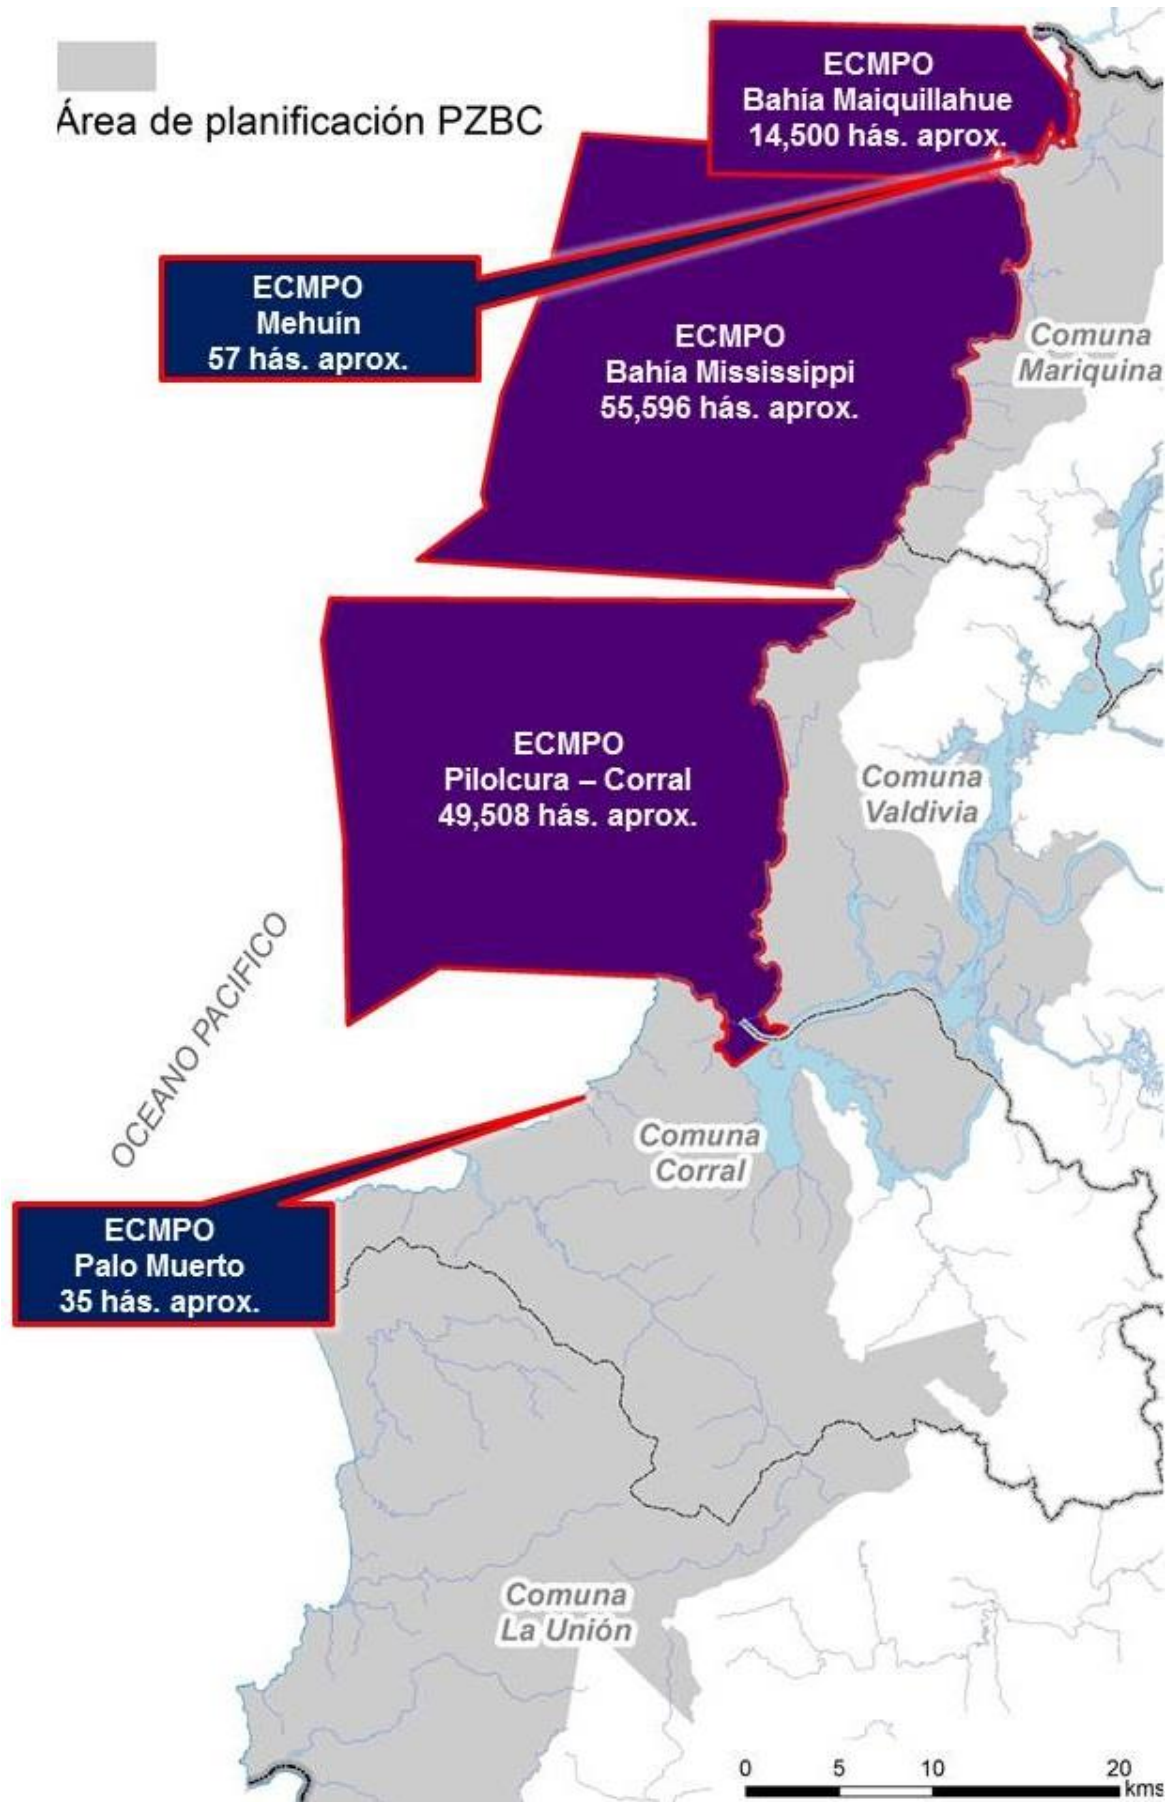 Área de planificación PZBC
ECMPO
Bahía Maiquillahue
14,500 hás. aprox.
ECMPO
Mehuín
57 hás. aprox.
ECMPO
Bahía Mississippi
55,596 hás. aprox.
Comuna
Mariquina
ECMPO
Pilolcura – Corral
49,508 hás. aprox.
Comuna
Valdivia
OCEANO PACIFICO
Comuna
Corral
ECMPO
Palo Muerto
35 hás. aprox.
Comuna
La Unión
0 5 10 20
kms